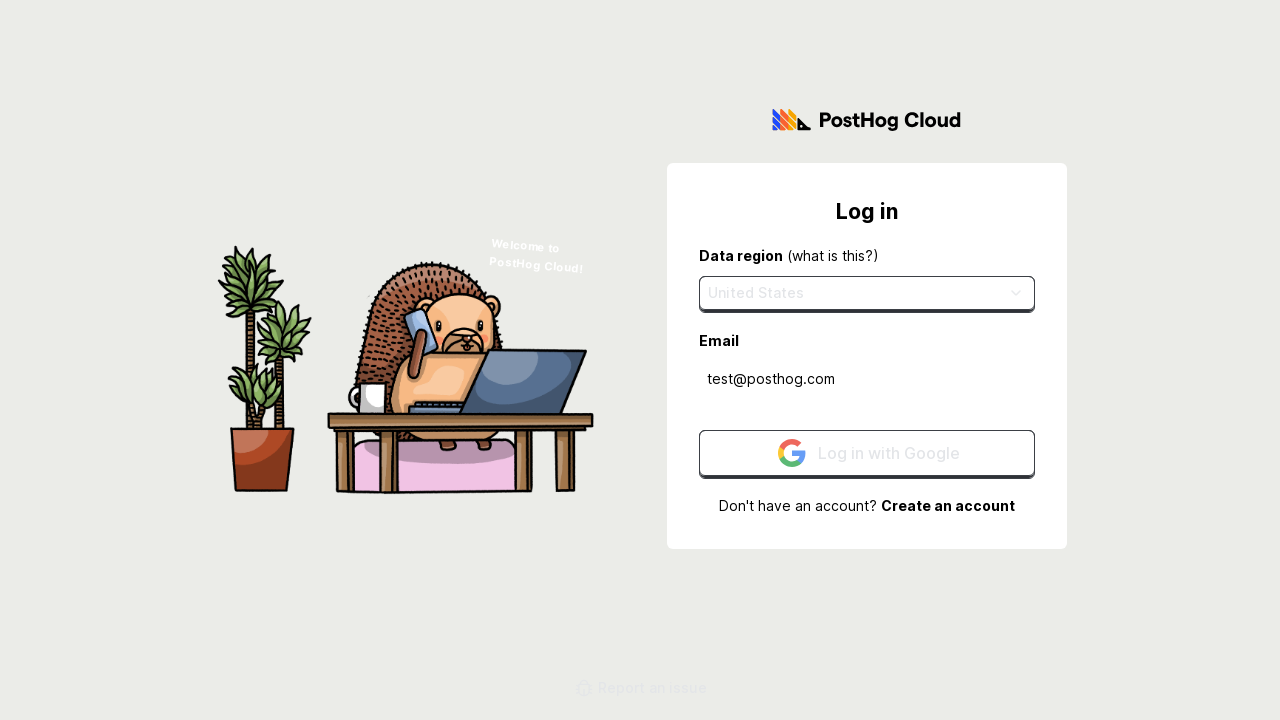 PostHog Cloud
Welcome to
PostHog Cloud!
Log in
Data region (what is this?)
United States
Email
test@posthog.com
Log in with Google
Don't have an account? Create an account
Report an issue